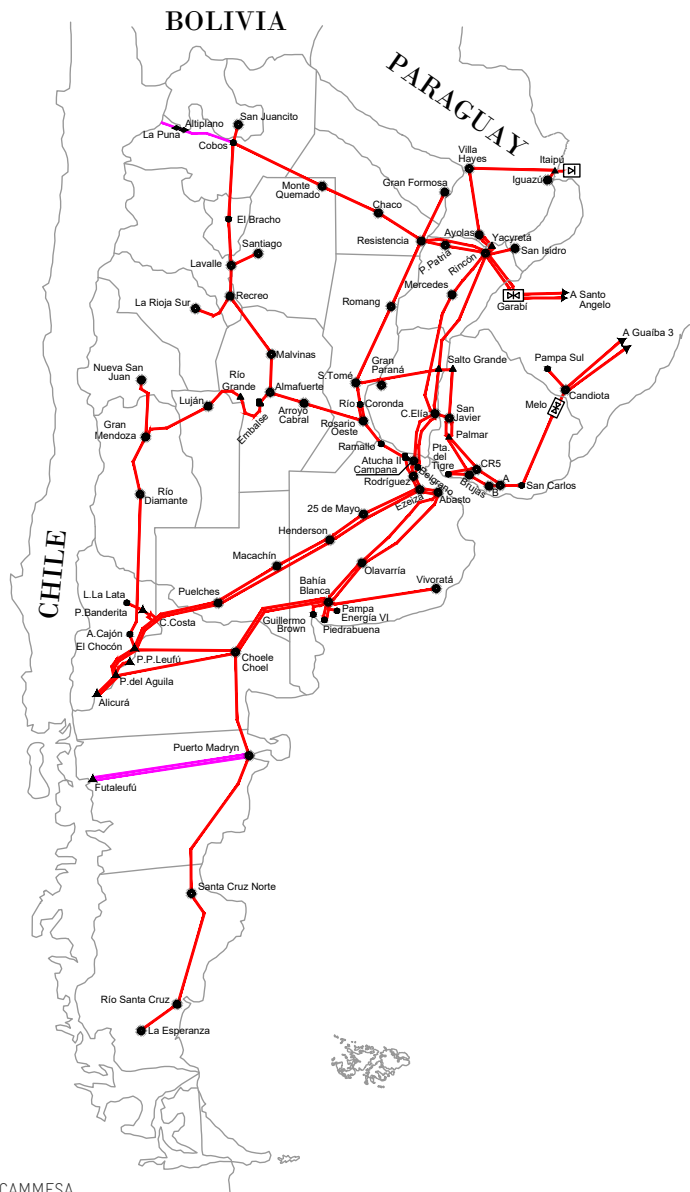 BOLIVIA
PARAGUAY
CHILE
San Juancito
Altiplano
La Puna
Cobos
Monte
Quemado
Chaco
Gran Formosa
Villa
Hayes
Itaipú
Iguazú
El Bracho
Santiago
Lavalle
Resistencia
P.Patria
Ayolas
Yacyretá
Rincón
San Isidro
Mercedes
Garabí
A Santo
Angelo
La Rioja Sur
Recreo
Romang
A Guaíba 3
Pampa Sul
Candiota
Melo
Malvinas
Gran
Paraná
Salto Grande
Nueva San
Juan
Río
Grande
Almafuerte
S.Tomé
Luján
Embalse
Arroyo
Cabral
Río
Coronda
Rosario
Oeste
C.Elía
San
Javier
Gran
Mendoza
Ramallo
Palmar
Pta.
del
Tigre
CR5
Brujas
A
B
San Carlos
Atucha II
Campana
Rodríguez
Belgrano
Ezeiza
Abasto
Río
Diamante
25 de Mayo
Henderson
Macachín
Olavarría
Puelches
Bahía
Blanca
Vivoratá
Pampa
Energía VI
Guillermo
Brown
Piedrabuena
L.La Lata
P.Banderita
C.Costa
A.Cajón
El Chocón
P.P.Leufú
P.del Aguila
Alicurá
Choele
Choel
Puerto Madryn
Futaleufú
Santa Cruz Norte
Río Santa Cruz
La Esperanza
CAMMESA